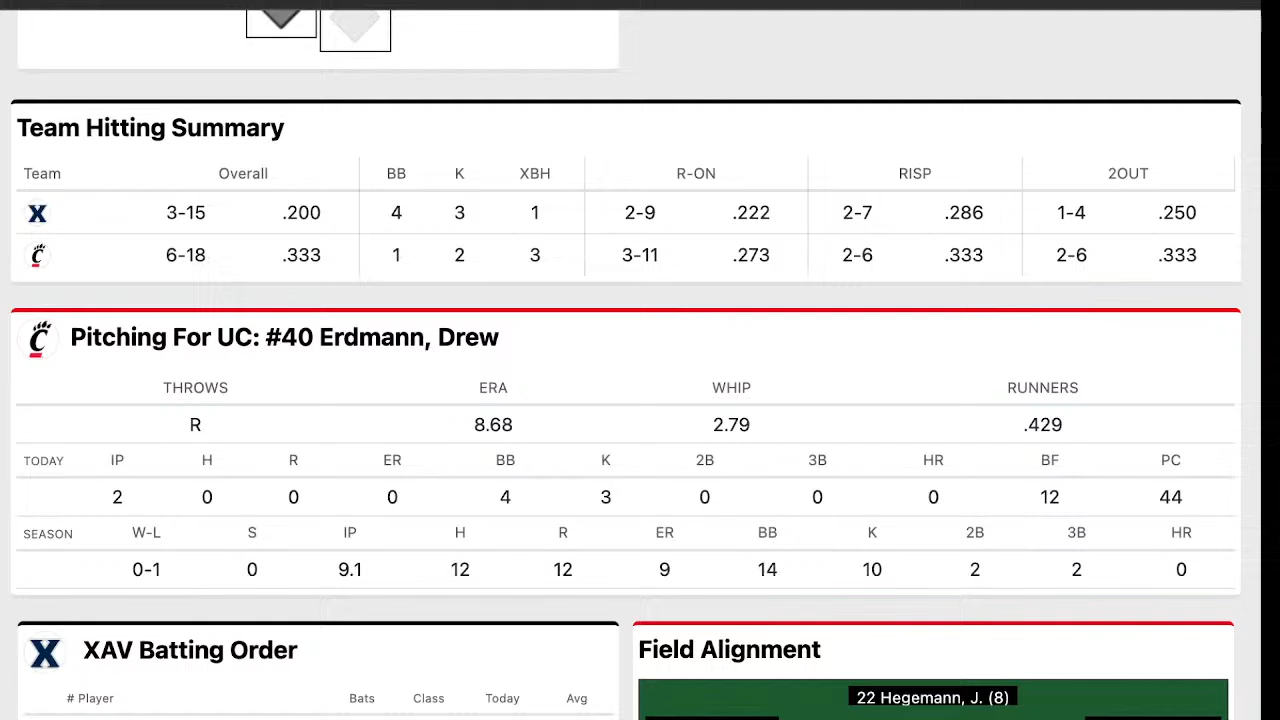 Team Hitting Summary
Team Overall BB K XBH R-ON RISP 2OUT
X 3-15 .200 4 3 1 2-9 .222 2-7 .286 1-4 .250
C 6-18 .333 1 2 3 3-11 .273 2-6 .333 2-6 .333
C Pitching For UC: #40 Erdmann, Drew
THROWS ERA WHIP RUNNERS
R 8.68 2.79 .429
TODAY IP H R ER BB K 2B 3B HR BF PC
2 0 0 0 4 3 0 0 0 12 44
SEASON W-L S IP H R ER BB K 2B 3B HR
0-1 0 9.1 12 12 9 14 10 2 2 0
X XAV Batting Order
# Player Bats Class Today Avg
Field Alignment
22 Hegemann, J. (8)